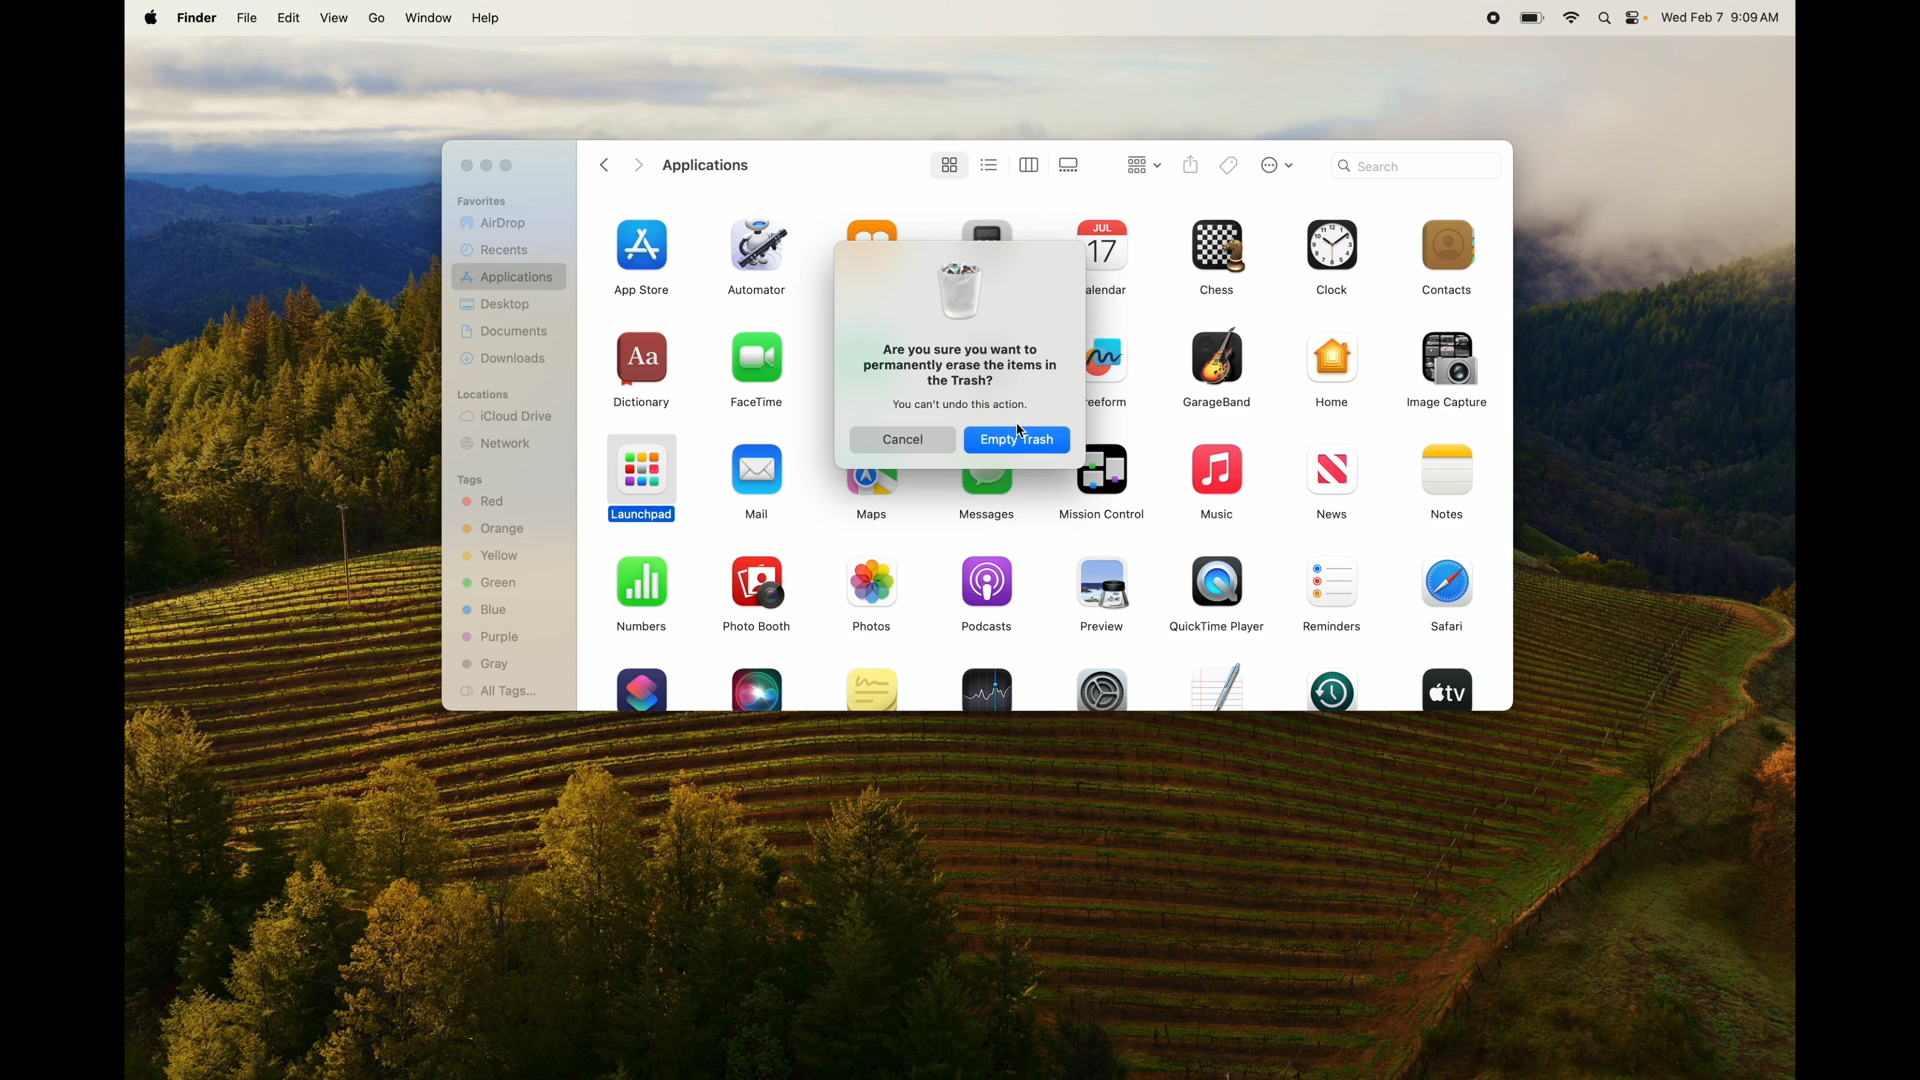 Finder File Edit View Go Window Help
Wed Feb 7 9:09 AM
Applications
Search
Favorites
AirDrop
Recents
Applications
Desktop
Documents
Downloads
Locations
iCloud Drive
Network
Tags
Red
Orange
Yellow
Green
Blue
Purple
Gray
All Tags...
JUL
17
App Store
Automator
alendar
Chess
Clock
Contacts
Are you sure you want to
permanently erase the items in
the Trash?
You can't undo this action.
Cancel
Empty Trash
Aa
Dictionary
FaceTime
reeform
GarageBand
Home
Image Capture
Launchpad
Mail
Maps
Messages
Mission Control
Music
News
Notes
Numbers
Photo Booth
Photos
Podcasts
Preview
QuickTime Player
Reminders
Safari
tv